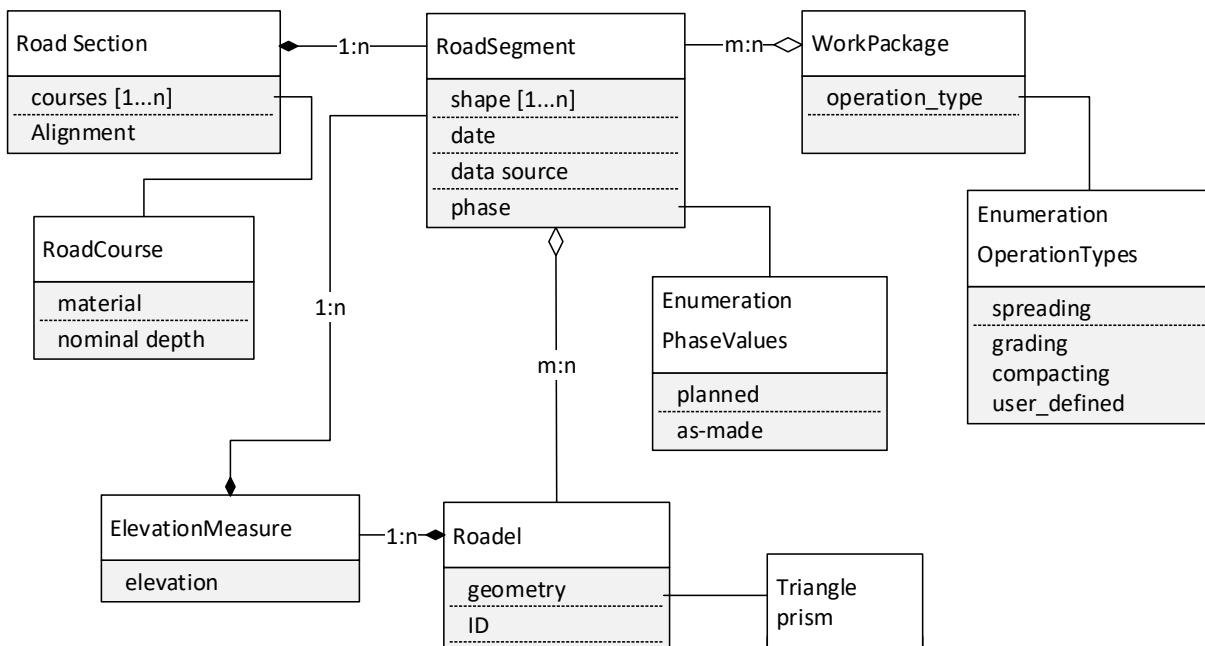 Road Section
courses [1...n]
Alignment
1:n
RoadSegment
shape [1...n]
date
data source
phase
m:n
WorkPackage
operation_type
Enumeration
OperationTypes
spreading
grading
compacting
user_defined
RoadCourse
material
nominal depth
1:n
m:n
Enumeration
PhaseValues
planned
as-made
ElevationMeasure
elevation
1:n
Roadel
geometry
ID
Triangle
prism